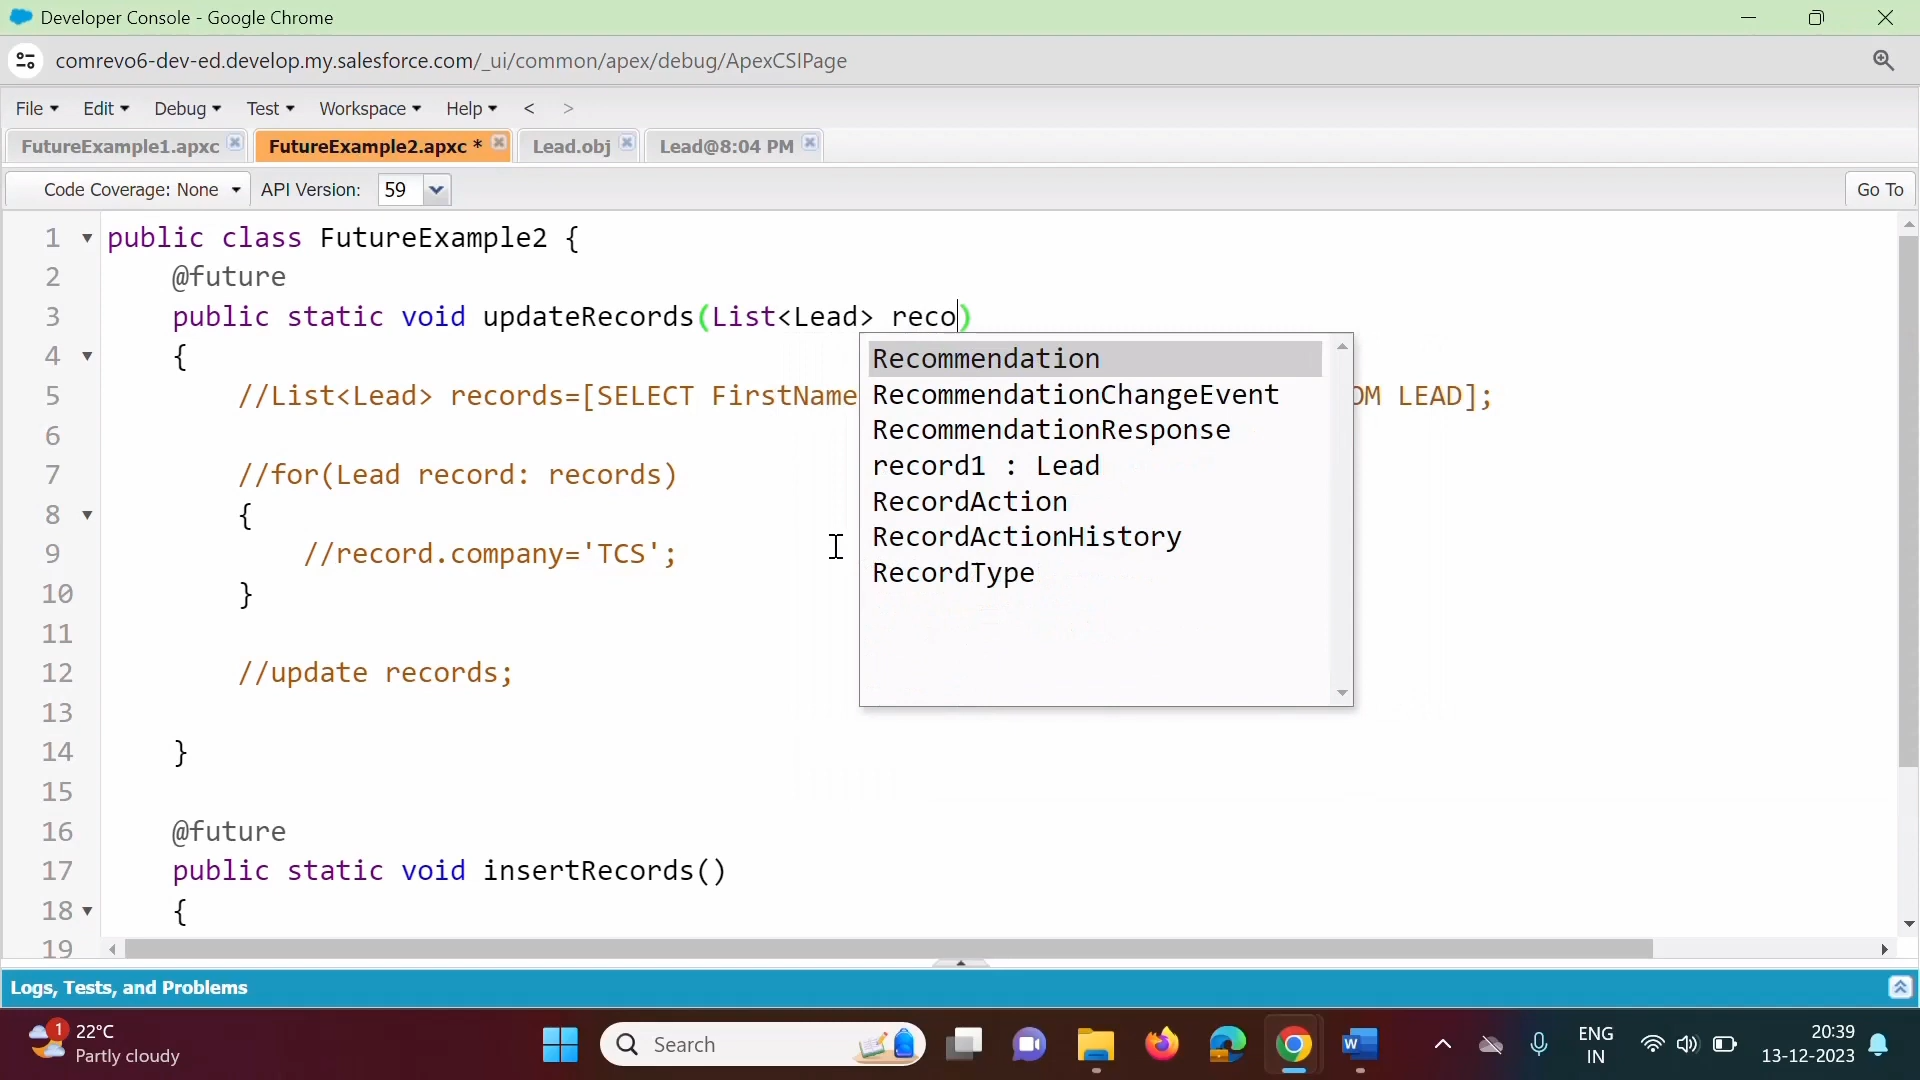 Developer Console - Google Chrome
comrevo6-dev-ed.develop.my.salesforce.com/_ui/common/apex/debug/ApexCSIPage
File Edit Debug Test Workspace Help < >
FutureExample1.apxc FutureExample2.apxc * Lead.obj Lead@8:04 PM
Code Coverage: None API Version: 59 Go To
1 public class FutureExample2 {
2 @future
3 public static void updateRecords(List<Lead> reco)
4 {
5 //List<Lead> records=[SELECT FirstName OM LEAD];
6
7 //for(Lead record: records)
8 {
9 //record.company='TCS';
10 }
11
12 //update records;
13
14 }
15
16 @future
17 public static void insertRecords()
18 {
19
Recommendation
RecommendationChangeEvent
RecommendationResponse
record1 : Lead
RecordAction
RecordActionHistory
RecordType
Logs, Tests, and Problems
1 22°C
Partly cloudy
Search
ENG
IN
20:39
13-12-2023